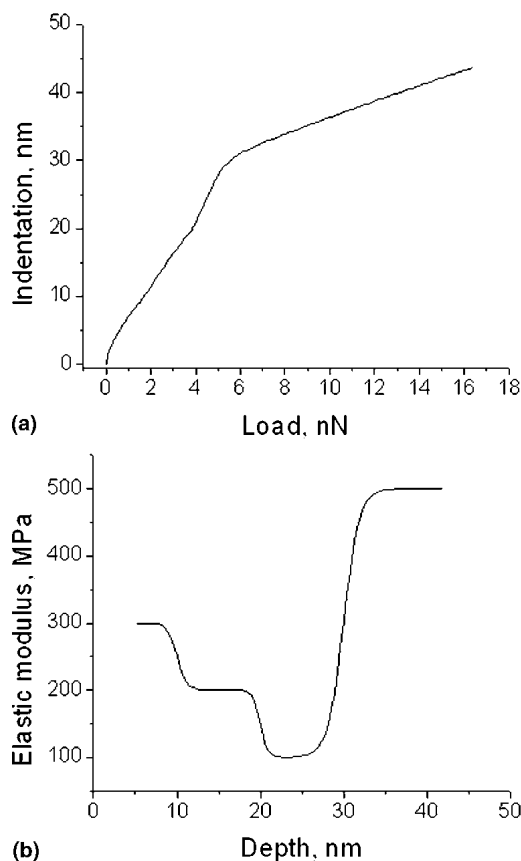 50
40
30
20
10
0
Indentation, nm
0 2 4 6 8 10 12 14 16 18
(a) Load, nN
500
400
300
200
100
Elastic modulus, MPa
0 10 20 30 40 50
(b) Depth, nm